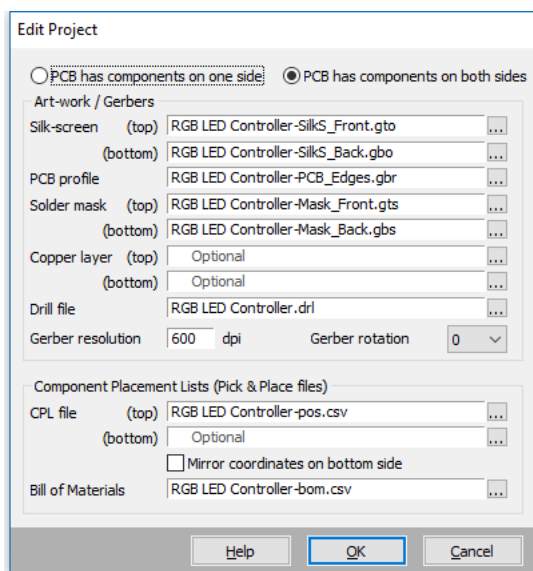 Edit Project
PCB has components on one side PCB has components on both sides
Art-work / Gerbers
Silk-screen (top) RGB LED Controller-SilkS_Front.gto ...
(bottom) RGB LED Controller-SilkS_Back.gbo ...
PCB profile RGB LED Controller-PCB_Edges.gbr ...
Solder mask (top) RGB LED Controller-Mask_Front.gts ...
(bottom) RGB LED Controller-Mask_Back.gbs ...
Copper layer (top) Optional ...
(bottom) Optional ...
Drill file RGB LED Controller.drl ...
Gerber resolution 600 dpi Gerber rotation 0
Component Placement Lists (Pick & Place files)
CPL file (top) RGB LED Controller-pos.csv ...
(bottom) Optional ...
Mirror coordinates on bottom side
Bill of Materials RGB LED Controller-bom.csv ...
Help OK Cancel